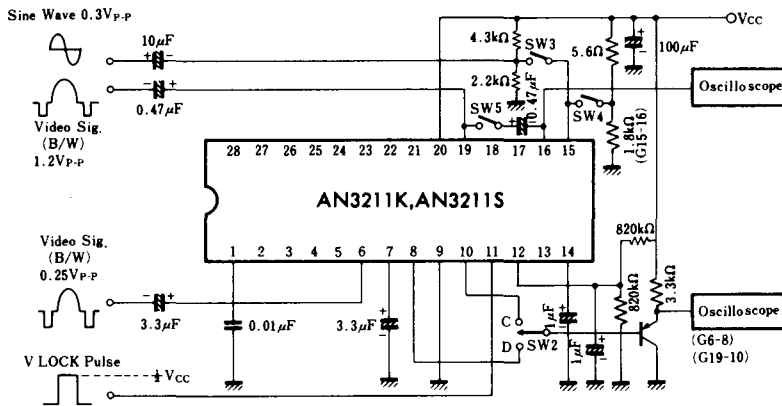 Sine Wave 0.3VP-P
10μF
+ -
4.3kΩ
SW3
5.6Ω
+
-
100μF
VCC
2.2kΩ
- +
0.47μF
SW5
- +
0.47μF
SW4
1.8kΩ
(G15-16)
Oscilloscope
Video Sig.
(B/W)
1.2VP-P
28 27 26 25 24 23 22 21 20 19 18 17 16 15
AN3211K,AN3211S
1 2 3 4 5 6 7 8 9 10 11 12 13 14
Video Sig.
(B/W)
0.25VP-P
- +
3.3μF
0.01μF
3.3μF
+
-
C
D
SW2
1μF
+
-
1μF
+
-
820kΩ
820kΩ
3.3kΩ
Oscilloscope
(G6-8)
(G19-10)
V LOCK Pulse
VCC